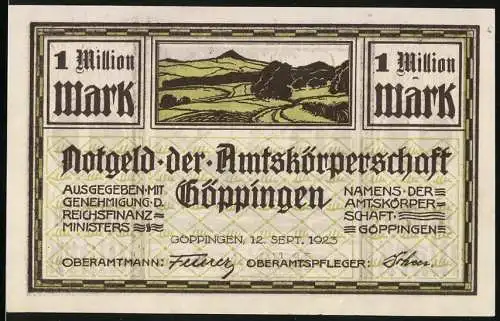 1 Million
Mark
1 Million
Mark
Notgeld · der · Amtskörperschaft
Göppingen
AUSGEGEBEN · MIT
GENEHMIGUNG D.
REICHSFINANZ-
MINISTERS
NAMENS · DER
AMTSKÖRPER-
SCHAFT:
GÖPPINGEN
GÖPPINGEN, 12. SEPT. 1923
OBERAMTMANN:
OBERAMTSPFLEGER: